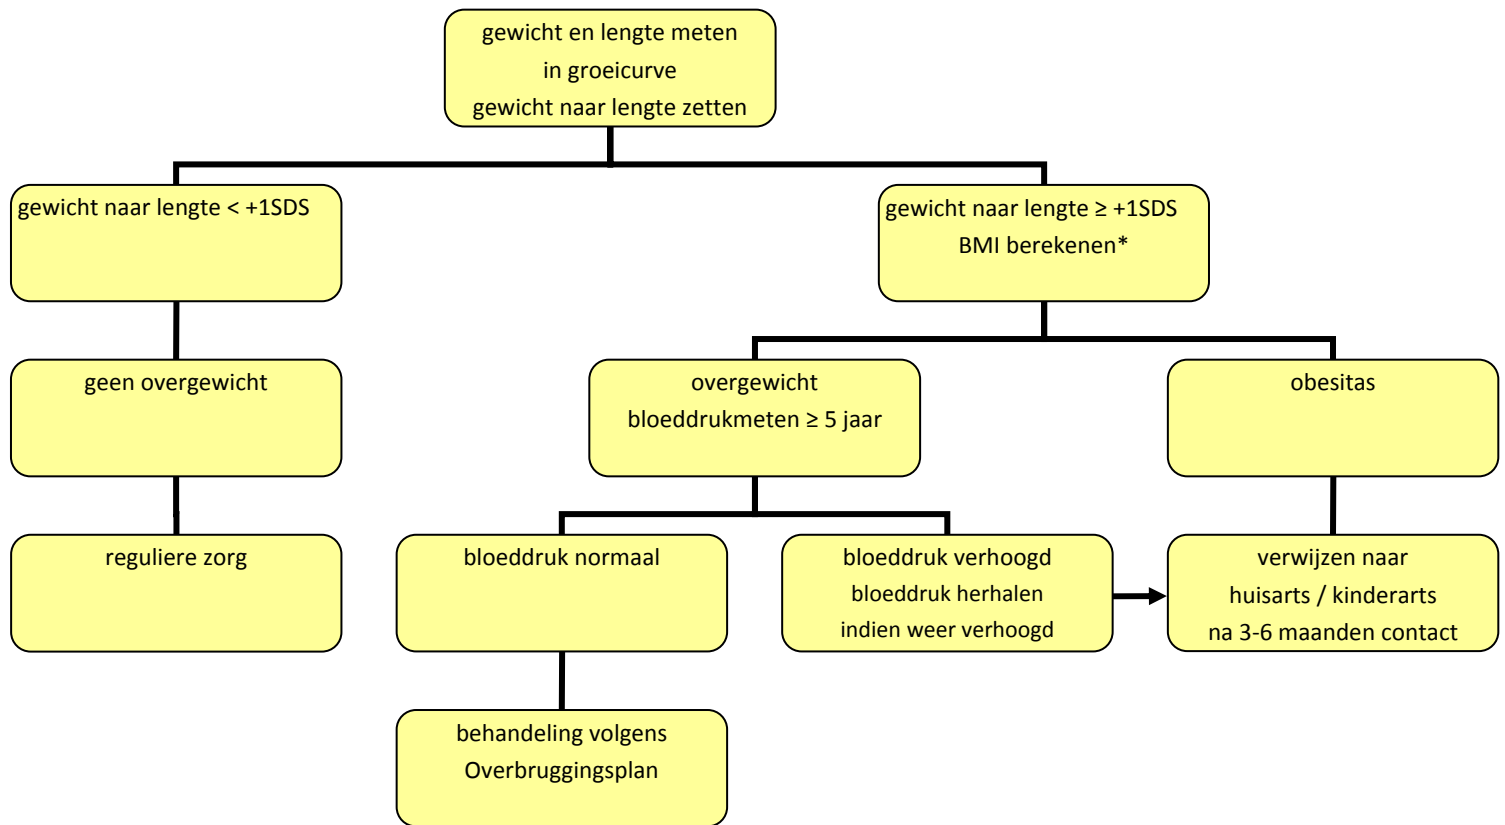 gewicht en lengte meten
in groeicurve
gewicht naar lengte zetten
gewicht naar lengte < +1SDS
gewicht naar lengte ≥ +1SDS
BMI berekenen*
geen overgewicht
overgewicht
bloeddrukmeten ≥ 5 jaar
obesitas
reguliere zorg
bloeddruk normaal
bloeddruk verhoogd
bloeddruk herhalen
indien weer verhoogd
verwijzen naar
huisarts / kinderarts
na 3-6 maanden contact
behandeling volgens
Overbruggingsplan